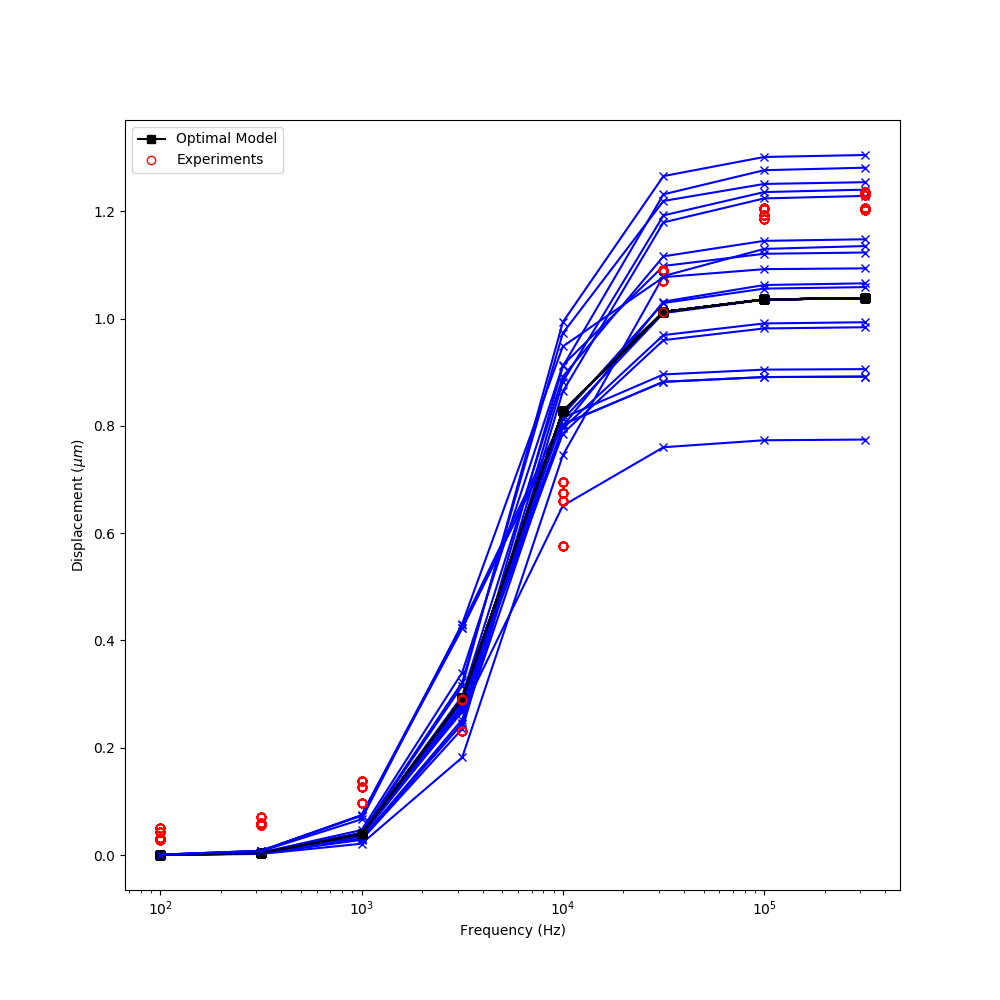 Optimal Model
Experiments
1.2
1.0
0.8
0.6
0.4
0.2
0.0
Displacement (μm)
10² 10³ 10⁴ 10⁵
Frequency (Hz)